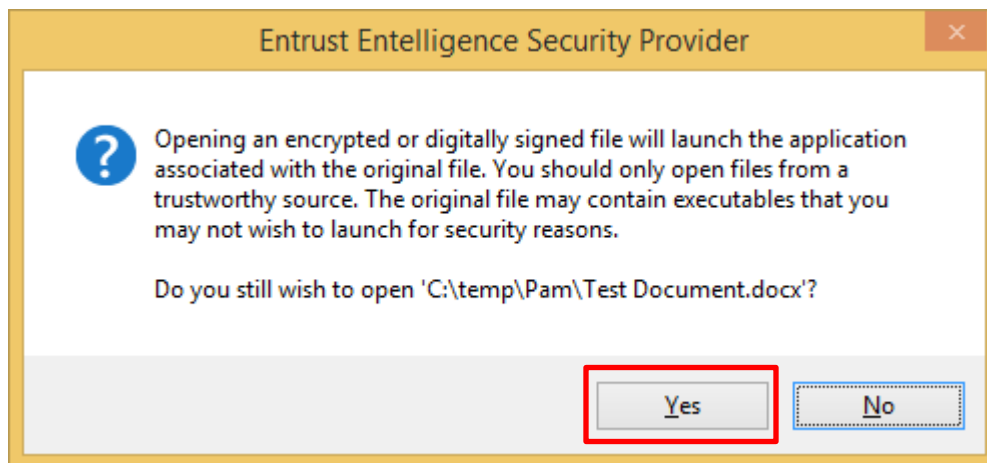 Entrust Entelligence Security Provider
Opening an encrypted or digitally signed file will launch the application
associated with the original file. You should only open files from a
trustworthy source. The original file may contain executables that you
may not wish to launch for security reasons.
Do you still wish to open 'C:\temp\Pam\Test Document.docx'?
Yes
No